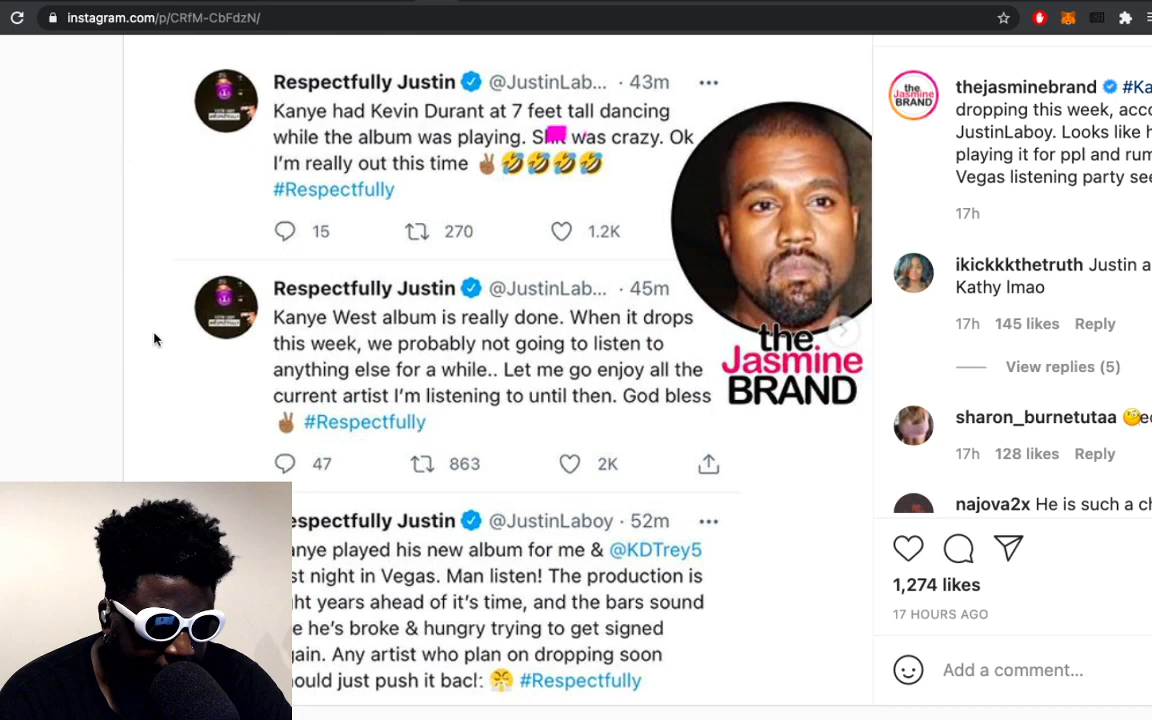 instagram.com/p/CRfM-CbFdzN/
Respectfully Justin @JustinLab... · 43m
Kanye had Kevin Durant at 7 feet tall dancing
while the album was playing. was crazy. Ok
I'm really out this time ✌🏾🤣🤣🤣🤣
#Respectfully
15 270 1.2K
Respectfully Justin @JustinLab... · 45m
Kanye West album is really done. When it drops
this week, we probably not going to listen to
anything else for a while.. Let me go enjoy all the
current artist I'm listening to until then. God bless
✌🏾 #Respectfully
47 863 2K
espectfully Justin @JustinLaboy · 52m
anye played his new album for me & @KDTrey5
st night in Vegas. Man listen! The production is
ht years ahead of it's time, and the bars sound
e he's broke & hungry trying to get signed
ain. Any artist who plan on dropping soon
ould just push it bacl: 😤 #Respectfully
the
Jasmine
BRAND
the
Jasmine
BRAND
thejasminebrand #Ka
dropping this week, acco
JustinLaboy. Looks like h
playing it for ppl and rum
Vegas listening party see
17h
ikickkkthetruth Justin a
Kathy lmao
17h 145 likes Reply
View replies (5)
sharon_burnetutaa 🧐ec
17h 128 likes Reply
najova2x He is such a ch
1,274 likes
17 HOURS AGO
Add a comment...